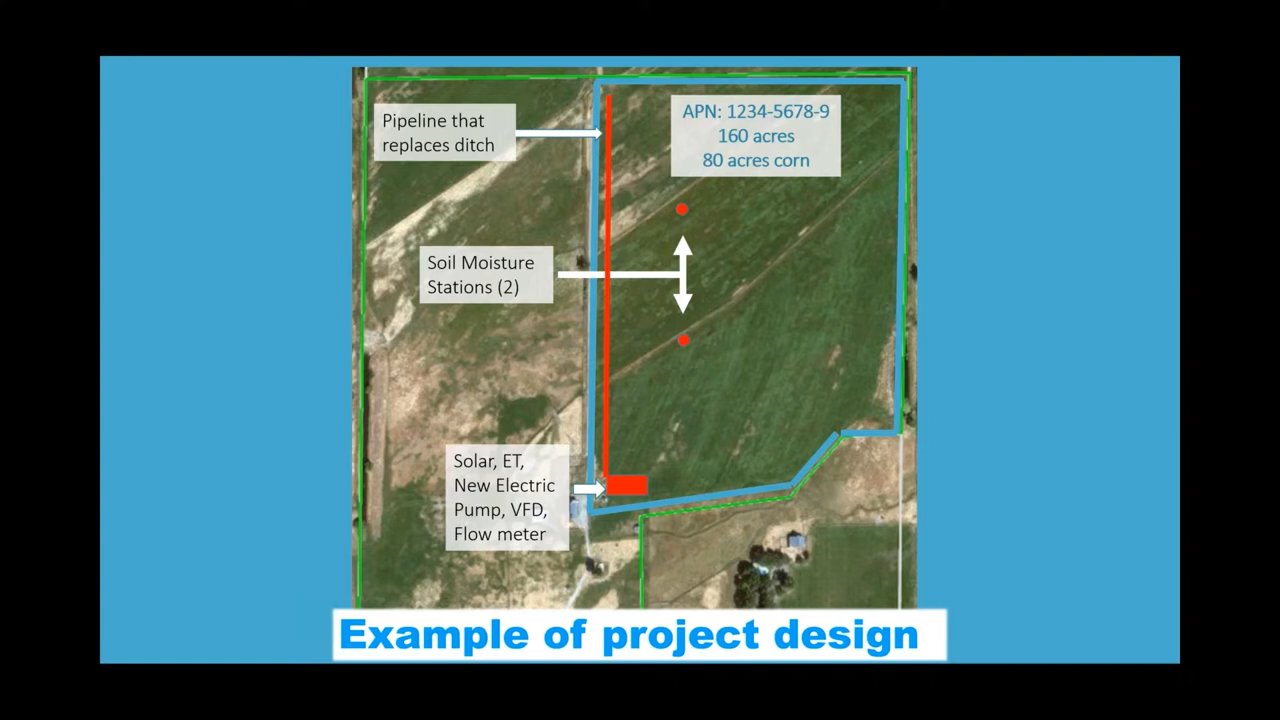 Pipeline that
replaces ditch
APN: 1234-5678-9
160 acres
80 acres corn
Soil Moisture
Stations (2)
Solar, ET,
New Electric
Pump, VFD,
Flow meter
Example of project design